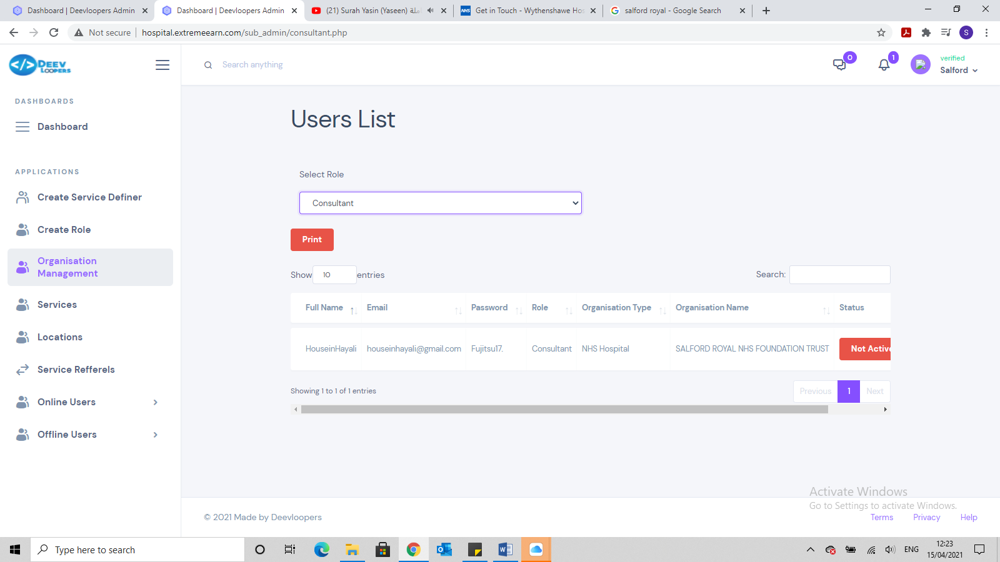 Dashboard | Deevloopers Admin
Dashboard | Deevloopers Admin
(21) Surah Yasin (Yaseen)
Get in Touch - Wythenshawe Hos
salford royal - Google Search
Not secure
hospital.extremeearn.com/sub_admin/consultant.php
S
DEEV
LOOPERS
Search anything
0
1
verified
Salford
DASHBOARDS
Dashboard
APPLICATIONS
Create Service Definer
Create Role
Organisation
Management
Services
Locations
Service Refferels
Online Users
Offline Users
Users List
Select Role
Consultant
Print
Show 10 entries
Search:
Full Name Email Password Role Organisation Type Organisation Name Status
HouseinHayali houseinhayali@gmail.com Fujitsu17. Consultant NHS Hospital SALFORD ROYAL NHS FOUNDATION TRUST Not Active
Showing 1 to 1 of 1 entries
Previous 1 Next
Activate Windows
Go to Settings to activate Windows.
© 2021 Made by Deevloopers
Terms Privacy Help
Type here to search
ENG
12:23
15/04/2021